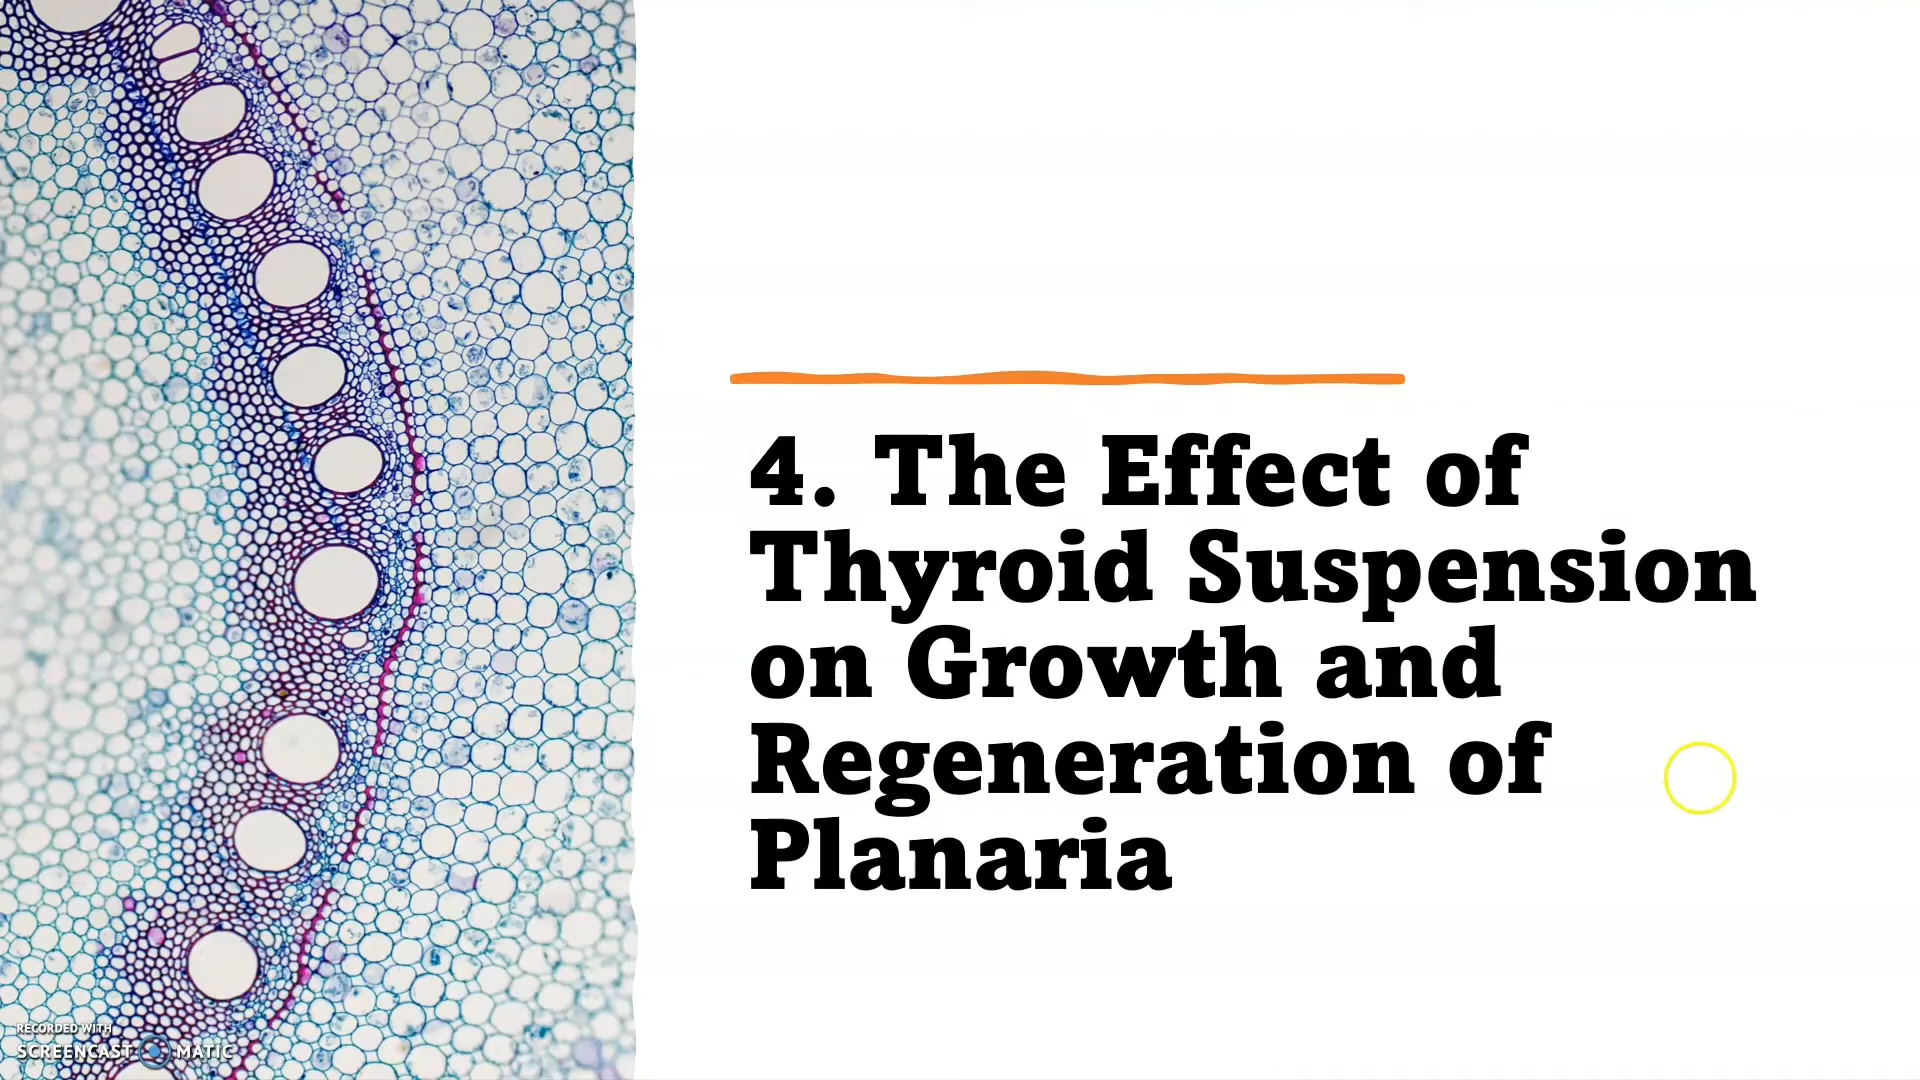 4. The Effect of
Thyroid Suspension
on Growth and
Regeneration of
Planaria
RECORDED WITH
SCREENCAST MATIC